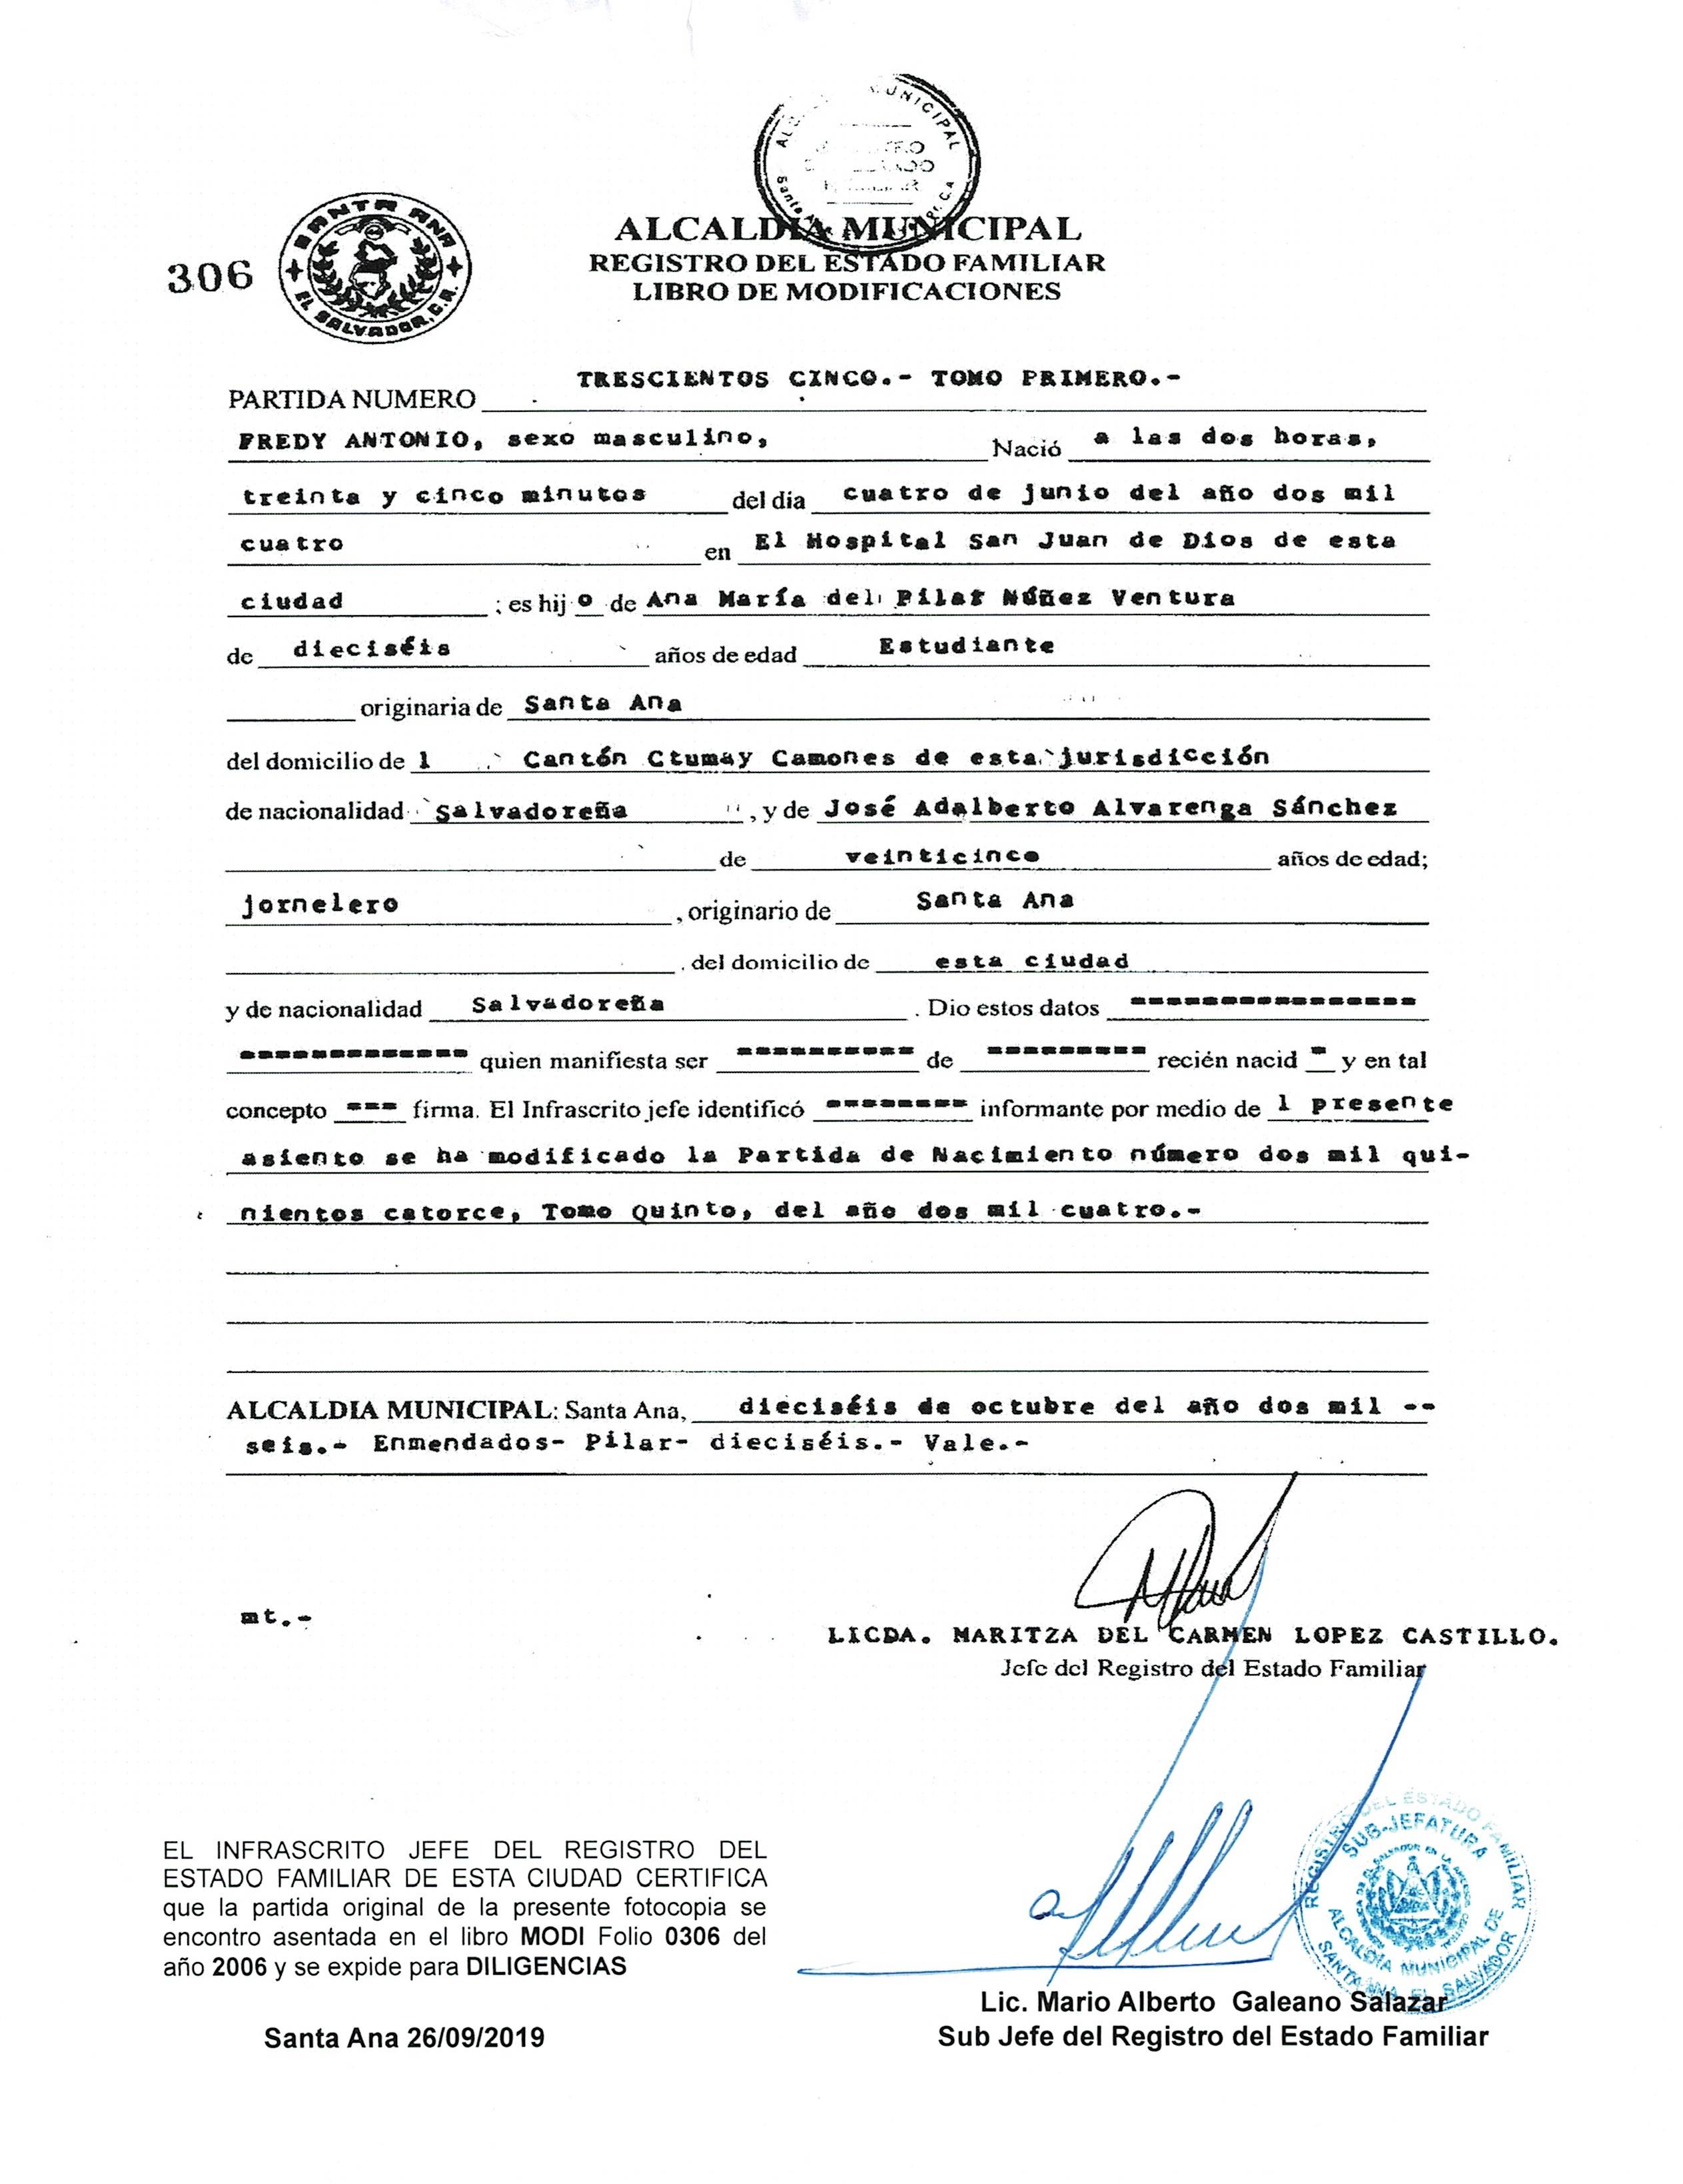 ALCALDIA MUNICIPAL
REGISTRO DEL ESTADO FAMILIAR
LIBRO DE MODIFICACIONES
306
SANTA ANA
EL SALVADOR, C.A.
PARTIDA NUMERO TRESCIENTOS CINCO.- TOMO PRIMERO.-
FREDY ANTONIO, sexo masculino, Nació a las dos horas,
treinta y cinco minutos del día cuatro de junio del año dos mil
cuatro en El Hospital San Juan de Dios de esta
ciudad ; es hij o de Ana María del Pilar Núñez Ventura
de dieciséis años de edad Estudiante
originaria de Santa Ana
del domicilio de l Cantón Ctumay Camones de esta jurisdicción
de nacionalidad Salvadoreña , y de José Adalberto Alvarenga Sánchez
de veinticinco años de edad;
jornelero , originario de Santa Ana
. del domicilio de esta ciudad
y de nacionalidad Salvadoreña . Dio estos datos ----------------
------------- quien manifiesta ser ---------- de --------- recién nacid - y en tal
concepto --- firma. El Infrascrito jefe identificó -------- informante por medio de l presente
asiento se ha modificado la Partida de Nacimiento número dos mil qui-
nientos catorce, Tomo Quinto, del año dos mil cuatro.-
ALCALDIA MUNICIPAL: Santa Ana, dieciséis de octubre del año dos mil --
seis.- Enmendados- Pilar- dieciséis.- Vale.-
mt.-
LICDA. MARITZA DEL CARMEN LOPEZ CASTILLO.
Jefe del Registro del Estado Familiar
EL INFRASCRITO JEFE DEL REGISTRO DEL
ESTADO FAMILIAR DE ESTA CIUDAD CERTIFICA
que la partida original de la presente fotocopia se
encontro asentada en el libro MODI Folio 0306 del
año 2006 y se expide para DILIGENCIAS
Santa Ana 26/09/2019
REGISTRO DEL ESTADO FAMILIAR
SUB-JEFATURA
ALCALDIA MUNICIPAL DE
SANTA ANA EL SALVADOR
Lic. Mario Alberto Galeano Salazar
Sub Jefe del Registro del Estado Familiar